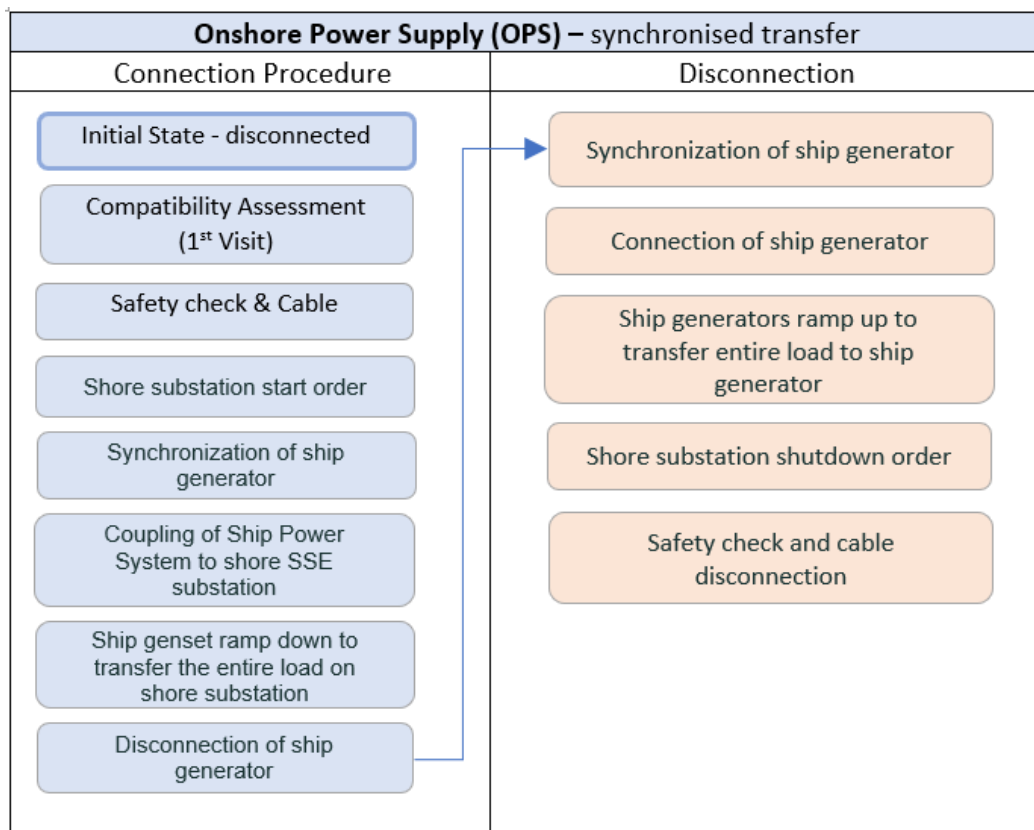 Onshore Power Supply (OPS) – synchronised transfer
Connection Procedure
Disconnection
Initial State - disconnected
Compatibility Assessment
(1st Visit)
Safety check & Cable
Shore substation start order
Synchronization of ship
generator
Coupling of Ship Power
System to shore SSE
substation
Ship genset ramp down to
transfer the entire load on
shore substation
Disconnection of ship
generator
Synchronization of ship generator
Connection of ship generator
Ship generators ramp up to
transfer entire load to ship
generator
Shore substation shutdown order
Safety check and cable
disconnection